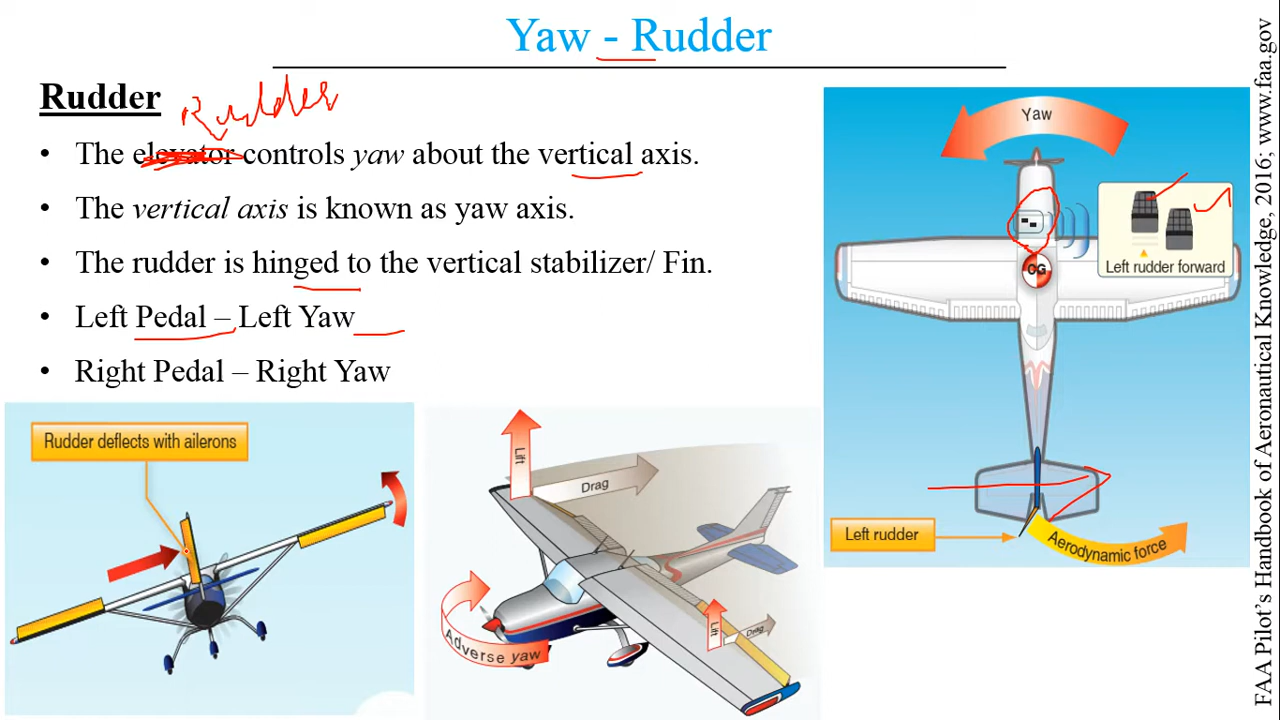 Yaw - Rudder
Rudder
Rudder
• The elevator controls yaw about the vertical axis.
• The vertical axis is known as yaw axis.
• The rudder is hinged to the vertical stabilizer/ Fin.
• Left Pedal – Left Yaw
• Right Pedal – Right Yaw
Rudder deflects with ailerons
Lift
Drag
Lift
Drag
Adverse yaw
Yaw
Left rudder forward
CG
Left rudder
Aerodynamic force
FAA Pilot's Handbook of Aeronautical Knowledge, 2016; www.faa.gov